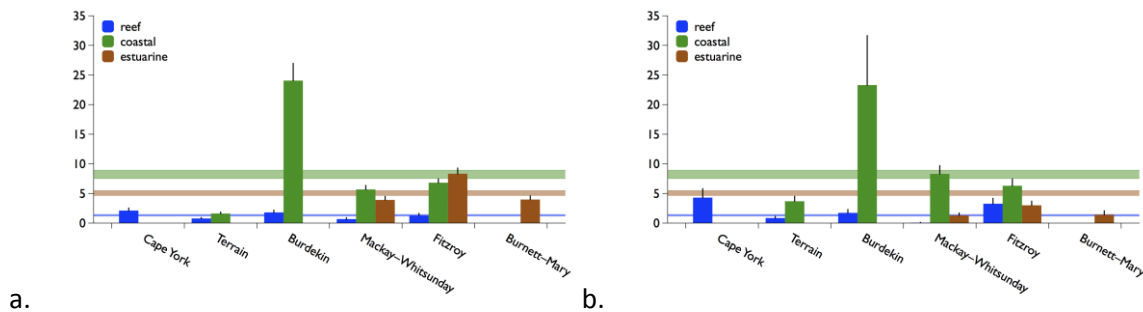 35
30
25
20
15
10
5
0
reef
coastal
estuarine
Cape York
Terrain
Burdekin
Mackay–Whitsunday
Fitzroy
Burnett–Mary
a.
35
30
25
20
15
10
5
0
reef
coastal
estuarine
Cape York
Terrain
Burdekin
Mackay–Whitsunday
Fitzroy
Burnett–Mary
b.